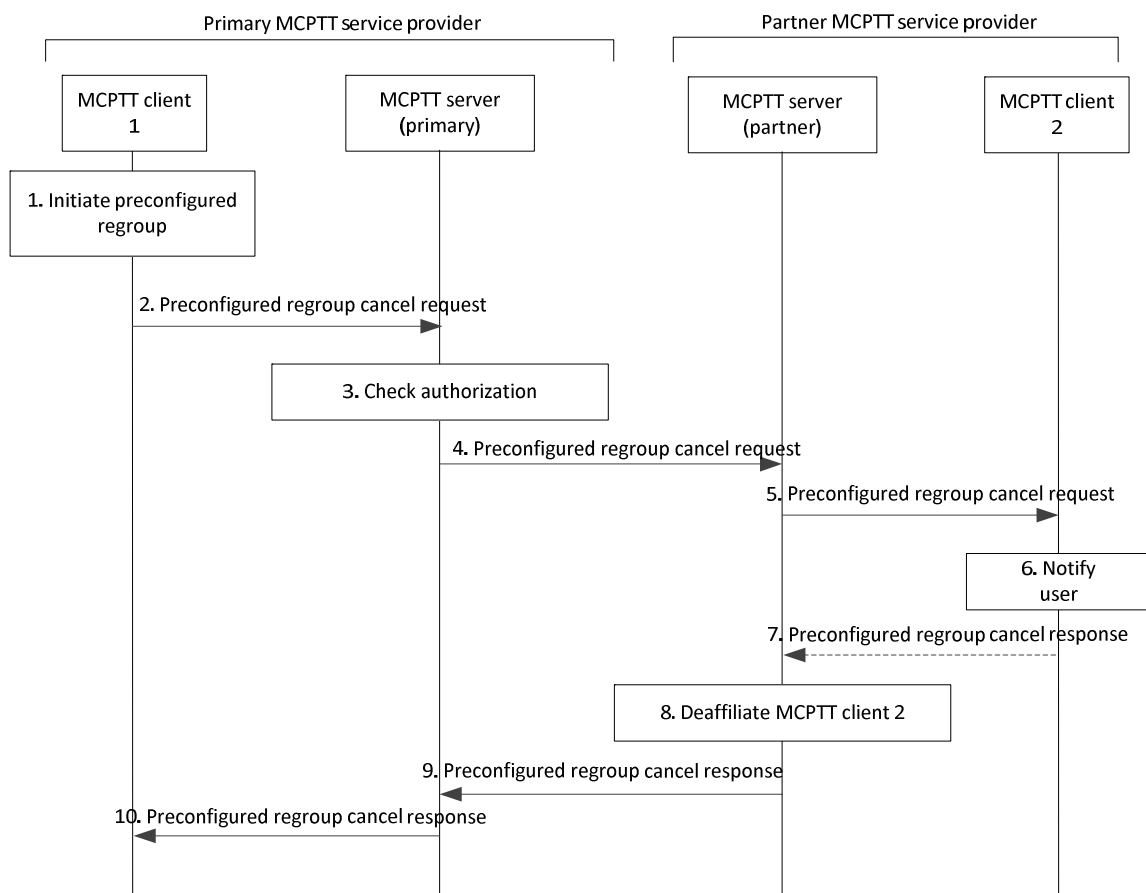 Primary MCPTT service provider
Partner MCPTT service provider
MCPTT client
1
MCPTT server
(primary)
MCPTT server
(partner)
MCPTT client
2
1. Initiate preconfigured
regroup
2. Preconfigured regroup cancel request
3. Check authorization
4. Preconfigured regroup cancel request
5. Preconfigured regroup cancel request
6. Notify
user
7. Preconfigured regroup cancel response
8. Deaffiliate MCPTT client 2
9. Preconfigured regroup cancel response
10. Preconfigured regroup cancel response